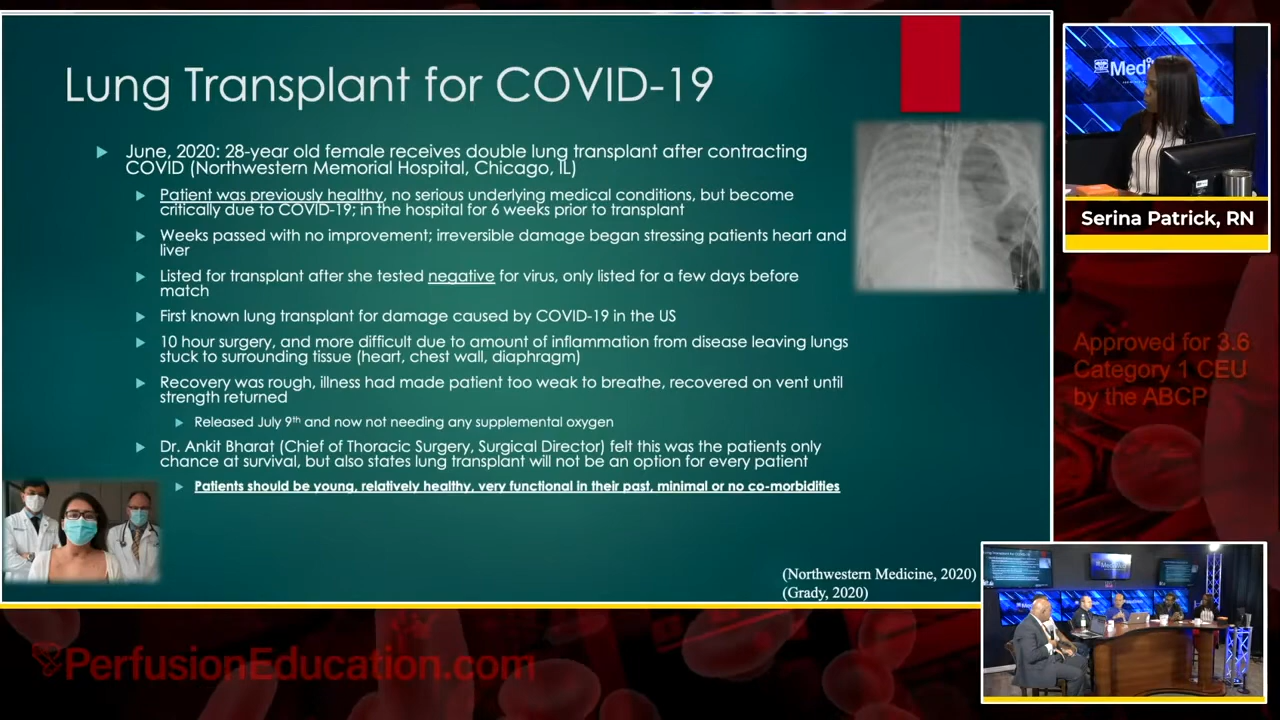 Lung Transplant for COVID-19
June, 2020: 28-year old female receives double lung transplant after contracting
COVID (Northwestern Memorial Hospital, Chicago, IL)
Patient was previously healthy, no serious underlying medical conditions, but become
critically due to COVID-19; in the hospital for 6 weeks prior to transplant
Weeks passed with no improvement; irreversible damage began stressing patients heart and
liver
Listed for transplant after she tested negative for virus, only listed for a few days before
match
First known lung transplant for damage caused by COVID-19 in the US
10 hour surgery, and more difficult due to amount of inflammation from disease leaving lungs
stuck to surrounding tissue (heart, chest wall, diaphragm)
Recovery was rough, illness had made patient too weak to breathe, recovered on vent until
strength returned
Released July 9th and now not needing any supplemental oxygen
Dr. Ankit Bharat (Chief of Thoracic Surgery, Surgical Director) felt this was the patients only
chance at survival, but also states lung transplant will not be an option for every patient
Patients should be young, relatively healthy, very functional in their past, minimal or no co-morbidities
(Northwestern Medicine, 2020)
(Grady, 2020)
Medi
Serina Patrick, RN
Approved for 3.6
Category 1 CEU
by the ABCP
Lung Transplant for COVID-19
PerfusionEducation.com